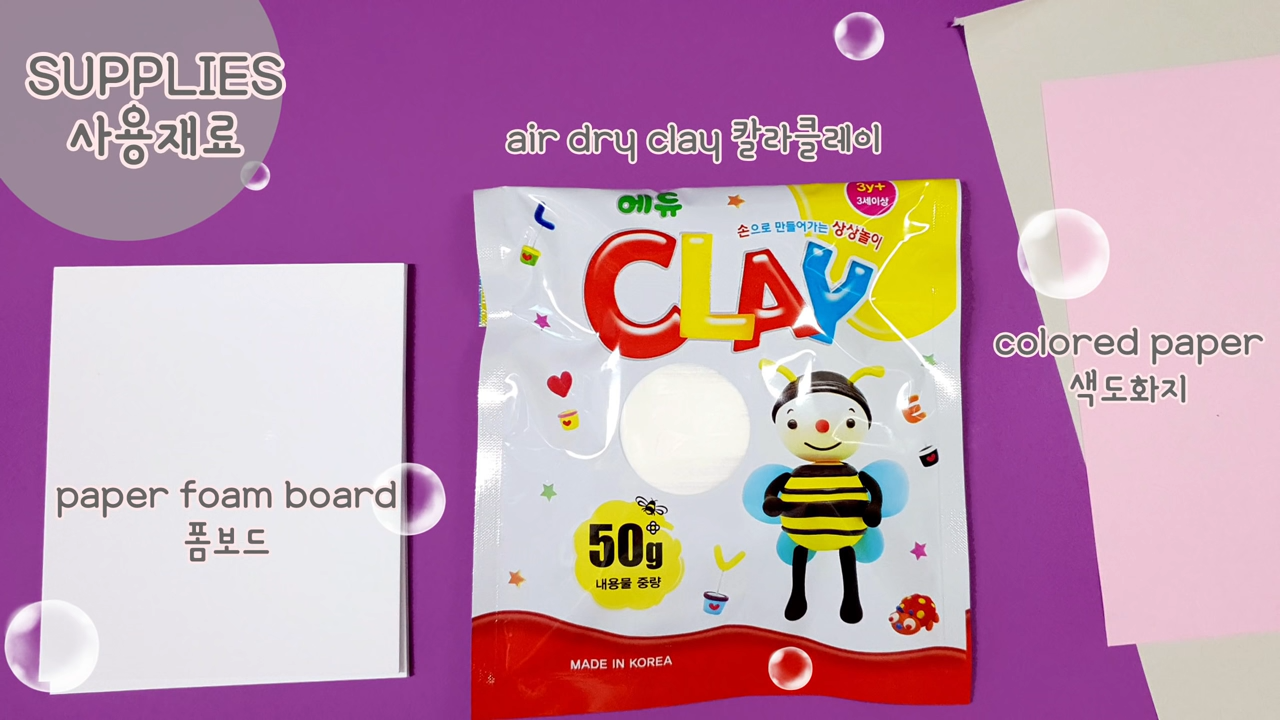 SUPPLIES
사용재료
air dry clay 칼라클레이
에듀
3y+
3세이상
손으로 만들어가는 상상놀이
CLAY
colored paper
색도화지
paper foam board
폼보드
50g
내용물 중량
MADE IN KOREA